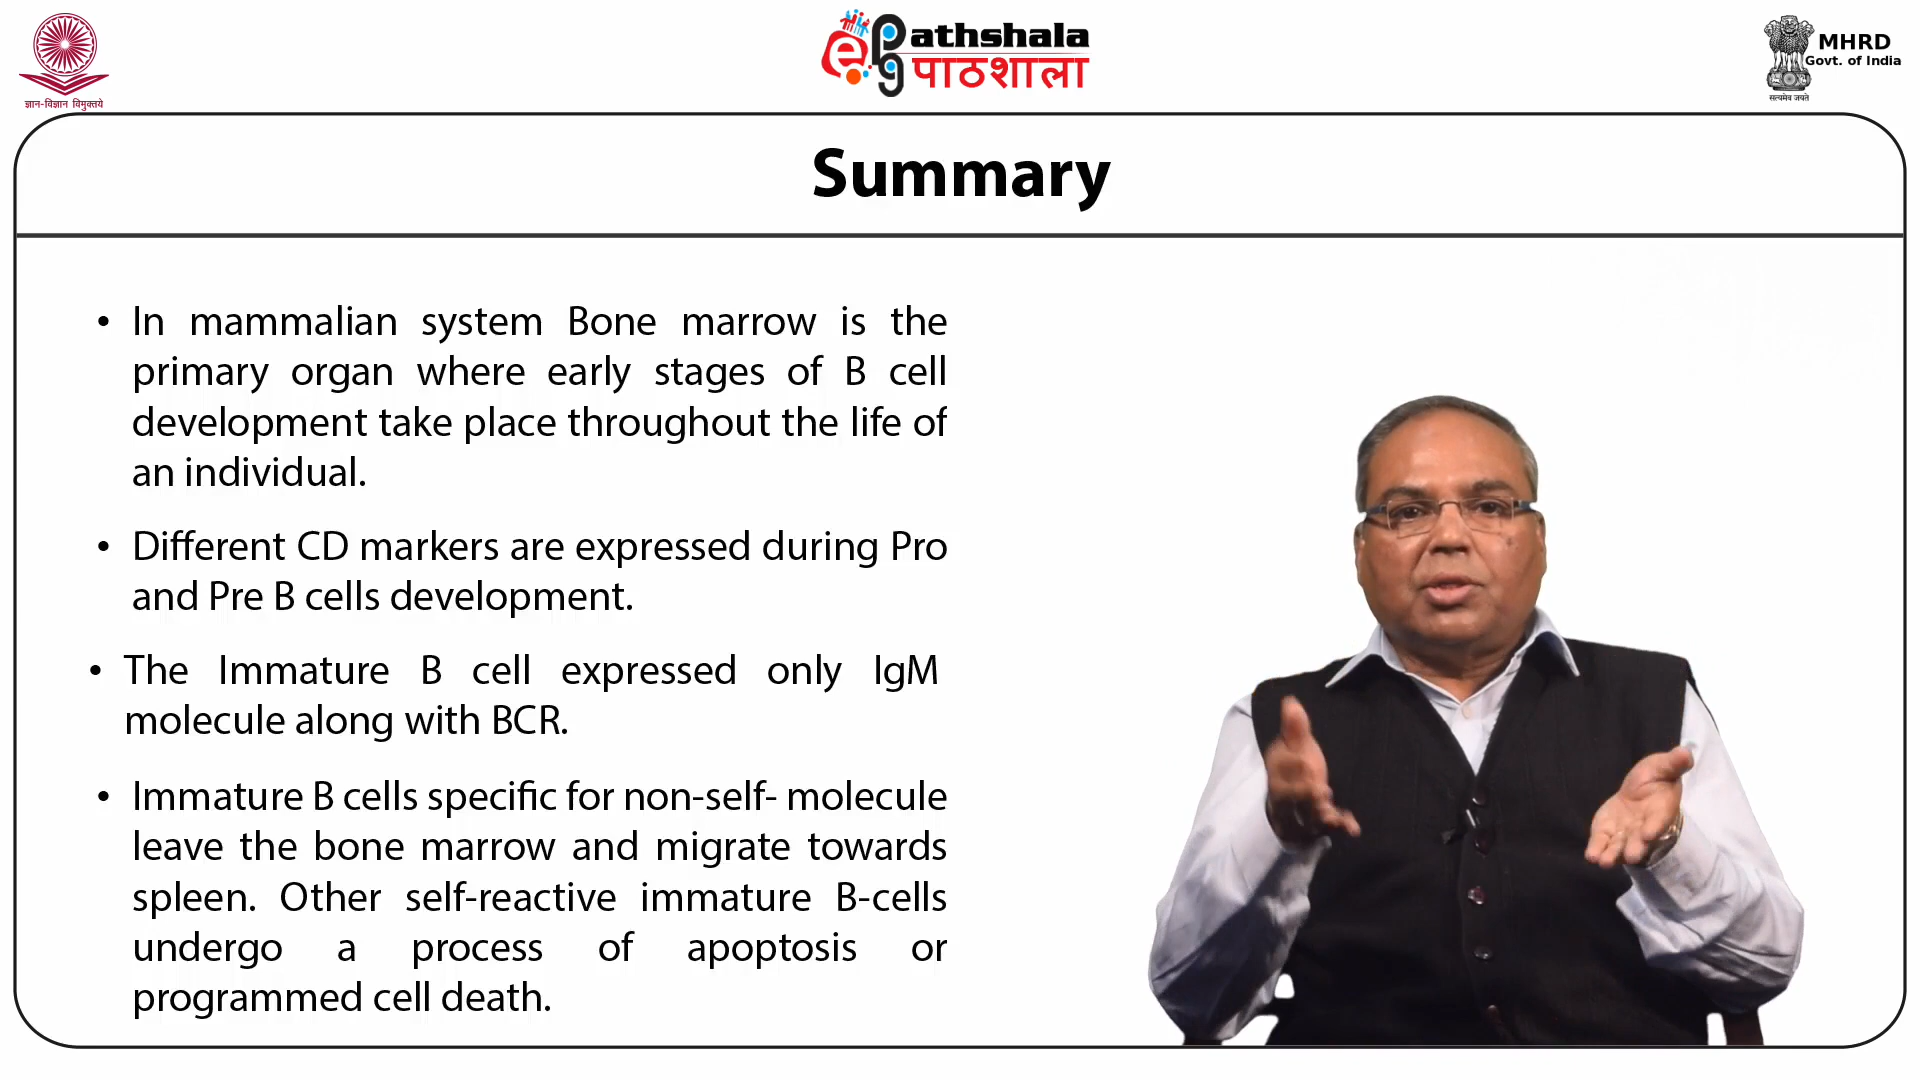 ज्ञान-विज्ञान विमुक्तये
ePathshala
पाठशाला
MHRD
Govt. of India
सत्यमेव जयते
Summary
• In mammalian system Bone marrow is the
primary organ where early stages of B cell
development take place throughout the life of
an individual.
• Different CD markers are expressed during Pro
and Pre B cells development.
• The Immature B cell expressed only IgM
molecule along with BCR.
• Immature B cells specific for non-self- molecule
leave the bone marrow and migrate towards
spleen. Other self-reactive immature B-cells
undergo a process of apoptosis or
programmed cell death.